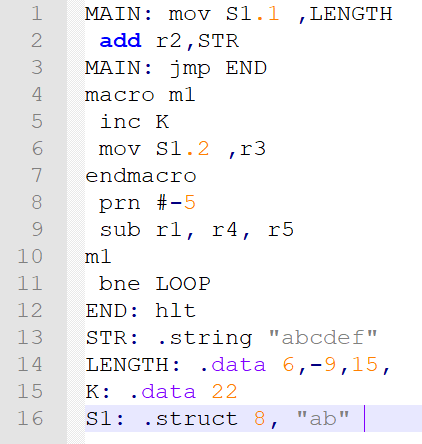 1 MAIN: mov S1.1 ,LENGTH
2 add r2,STR
3 MAIN: jmp END
4 macro m1
5 inc K
6 mov S1.2 ,r3
7 endmacro
8 prn #-5
9 sub r1, r4, r5
10 m1
11 bne LOOP
12 END: hlt
13 STR: .string "abcdef"
14 LENGTH: .data 6,-9,15,
15 K: .data 22
16 S1: .struct 8, "ab"